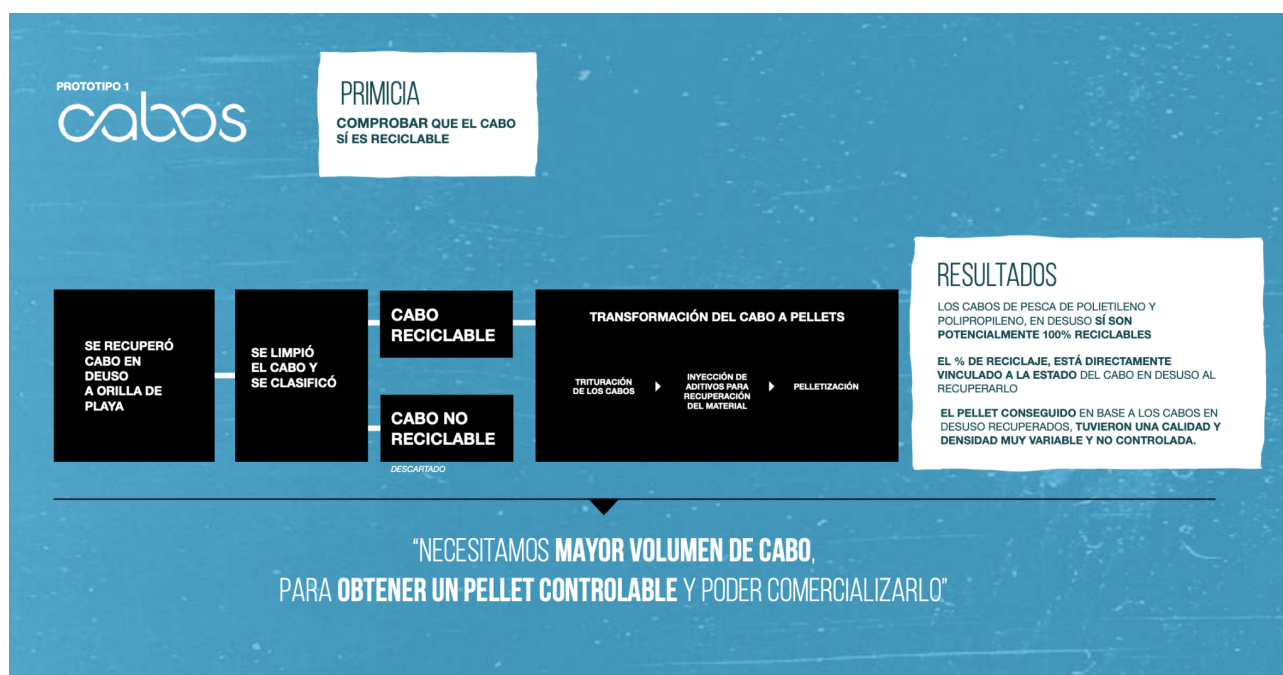 PROTOTIPO 1
cabos
PRIMICIA
COMPROBAR QUE EL CABO
SÍ ES RECICLABLE
SE RECUPERÓ
CABO EN
DEUSO
A ORILLA DE
PLAYA
SE LIMPIÓ
EL CABO Y
SE CLASIFICÓ
CABO
RECICLABLE
CABO NO
RECICLABLE
DESCARTADO
TRANSFORMACIÓN DEL CABO A PELLETS
TRITURACIÓN
DE LOS CABOS
INYECCIÓN DE
ADITIVOS PARA
RECUPERACIÓN
DEL MATERIAL
PELLETIZACIÓN
RESULTADOS
LOS CABOS DE PESCA DE POLIETILENO Y
POLIPROPILENO, EN DESUSO SÍ SON
POTENCIALMENTE 100% RECICLABLES
EL % DE RECICLAJE, ESTÁ DIRECTAMENTE
VINCULADO A LA ESTADO DEL CABO EN DESUSO AL
RECUPERARLO
EL PELLET CONSEGUIDO EN BASE A LOS CABOS EN
DESUSO RECUPERADOS, TUVIERON UNA CALIDAD Y
DENSIDAD MUY VARIABLE Y NO CONTROLADA.
“NECESITAMOS MAYOR VOLUMEN DE CABO,
PARA OBTENER UN PELLET CONTROLABLE Y PODER COMERCIALIZARLO”